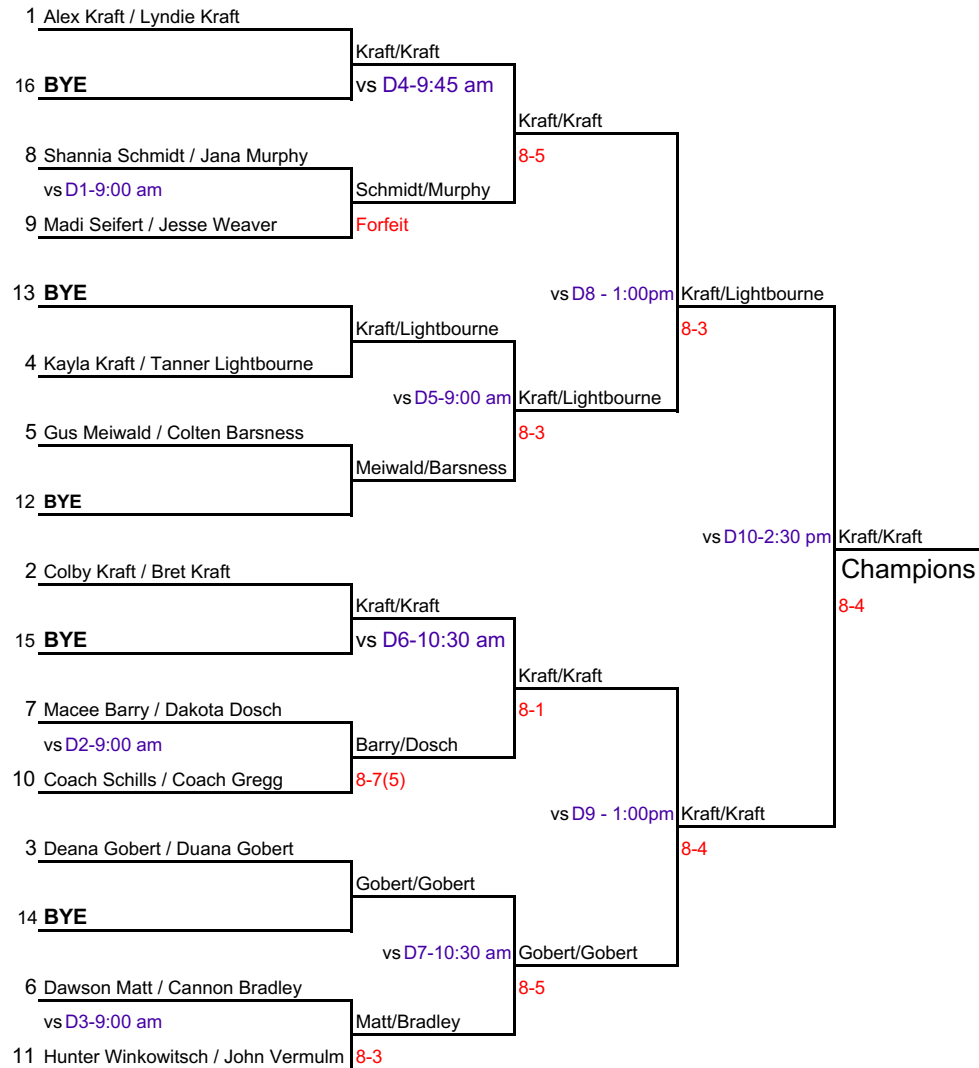 1 Alex Kraft / Lyndie Kraft
Kraft/Kraft
16 BYE
vs D4-9:45 am
Kraft/Kraft
8 Shannia Schmidt / Jana Murphy
8-5
vs D1-9:00 am
Schmidt/Murphy
9 Madi Seifert / Jesse Weaver
Forfeit
13 BYE
vs D8 - 1:00pm
Kraft/Lightbourne
Kraft/Lightbourne
8-3
4 Kayla Kraft / Tanner Lightbourne
vs D5-9:00 am
Kraft/Lightbourne
5 Gus Meiwald / Colten Barsness
8-3
Meiwald/Barsness
12 BYE
vs D10-2:30 pm
Kraft/Kraft
Champions
2 Colby Kraft / Bret Kraft
Kraft/Kraft
8-4
15 BYE
vs D6-10:30 am
Kraft/Kraft
7 Macee Barry / Dakota Dosch
8-1
vs D2-9:00 am
Barry/Dosch
10 Coach Schills / Coach Gregg
8-7(5)
vs D9 - 1:00pm
Kraft/Kraft
3 Deana Gobert / Duana Gobert
8-4
Gobert/Gobert
14 BYE
vs D7-10:30 am
Gobert/Gobert
6 Dawson Matt / Cannon Bradley
8-5
vs D3-9:00 am
Matt/Bradley
11 Hunter Winkowitsch / John Vermulm
8-3